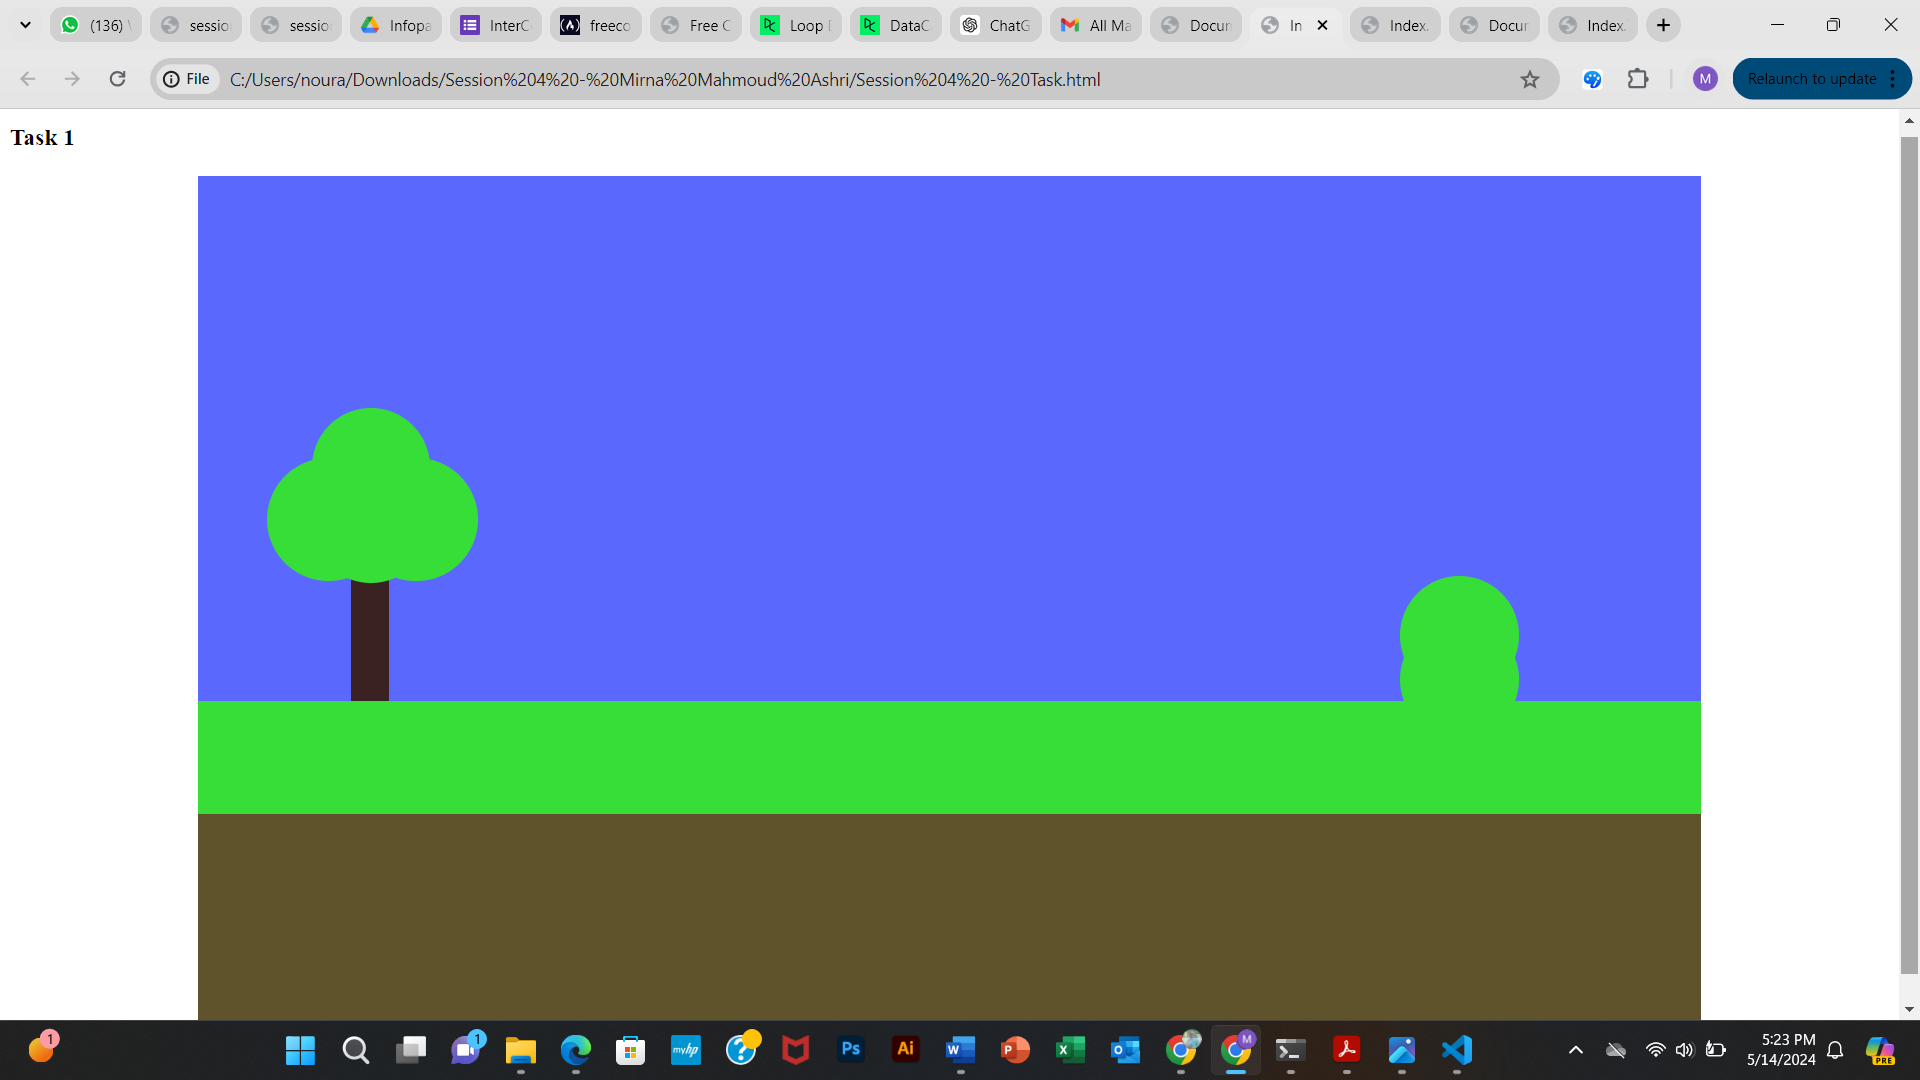 (136)
sessio
sessio
Infopa
InterC
freeco
Free C
Loop
DataC
ChatG
All Ma
Docur
In
Index.
Docur
Index.
File
C:/Users/noura/Downloads/Session%204%20-%20Mirna%20Mahmoud%20Ashri/Session%204%20-%20Task.html
M
Relaunch to update
Task 1
1
1
myhp
?
Ps
Ai
W
P
X
O
M
PRE
5:23 PM
5/14/2024